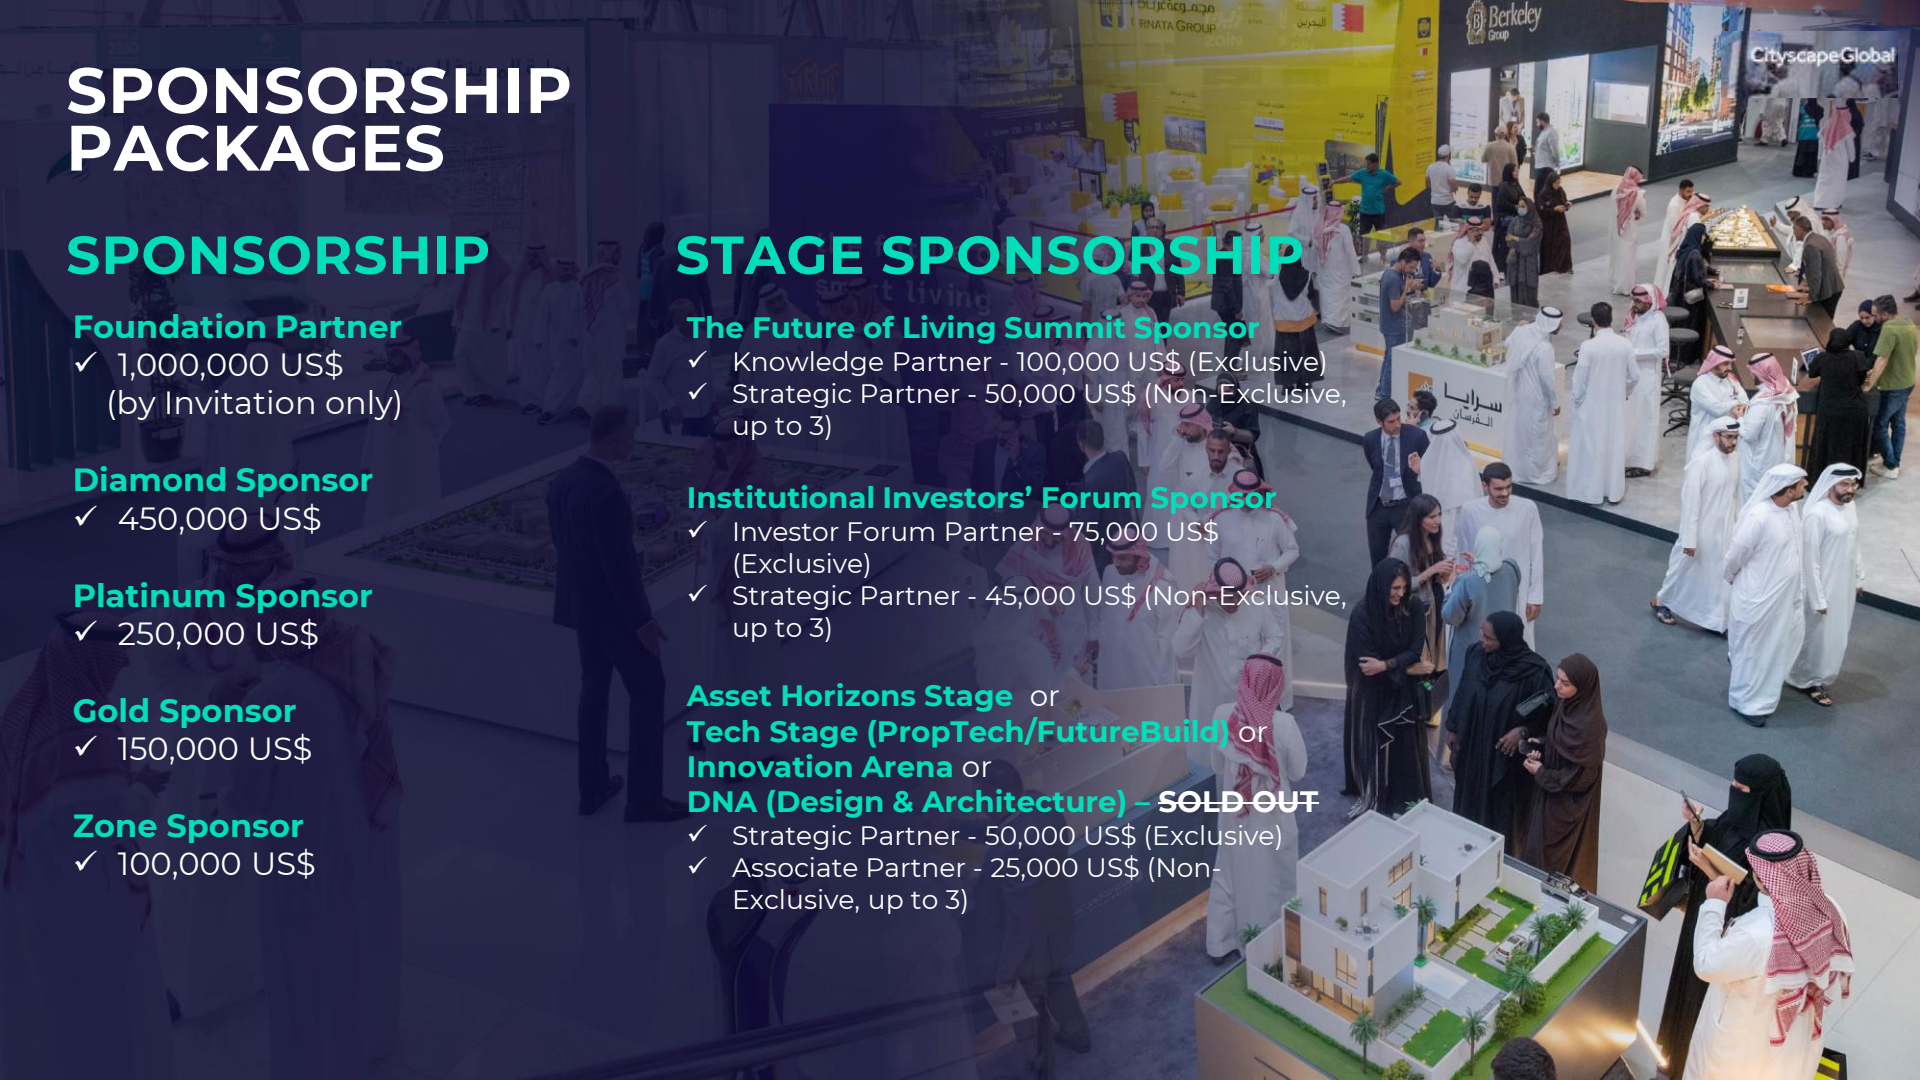 SPONSORSHIP
PACKAGES
CityscapeGlobal
Berkeley
Group
ORNATA GROUP
البحرين
SPONSORSHIP
Foundation Partner
✓ 1,000,000 US$
(by Invitation only)
Diamond Sponsor
✓ 450,000 US$
Platinum Sponsor
✓ 250,000 US$
Gold Sponsor
✓ 150,000 US$
Zone Sponsor
✓ 100,000 US$
STAGE SPONSORSHIP
living
The Future of Living Summit Sponsor
✓ Knowledge Partner - 100,000 US$ (Exclusive)
✓ Strategic Partner - 50,000 US$ (Non-Exclusive,
up to 3)
Institutional Investors’ Forum Sponsor
✓ Investor Forum Partner - 75,000 US$
(Exclusive)
✓ Strategic Partner - 45,000 US$ (Non-Exclusive,
up to 3)
Asset Horizons Stage or
Tech Stage (PropTech/FutureBuild) or
Innovation Arena or
DNA (Design & Architecture) – SOLD OUT
✓ Strategic Partner - 50,000 US$ (Exclusive)
✓ Associate Partner - 25,000 US$ (Non-
Exclusive, up to 3)
سرايا
الفرسان